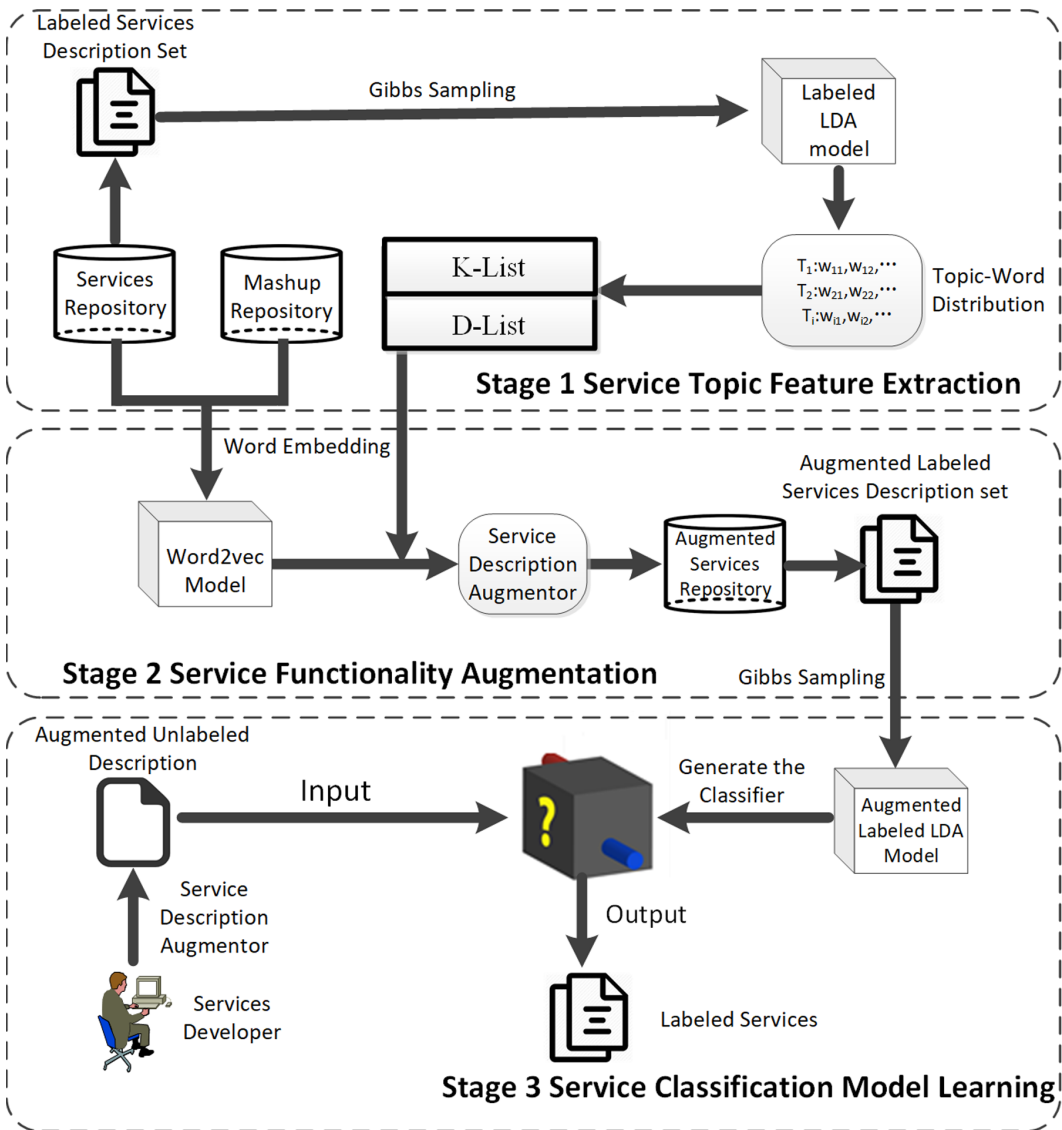 Labeled Services
Description Set
Gibbs Sampling
Labeled
LDA
model
Services
Repository
Mashup
Repository
K-List
D-List
T₁:w₁₁,w₁₂,···
T₂:w₂₁,w₂₂,···
Tᵢ:wᵢ₁,wᵢ₂,···
Topic-Word
Distribution
Stage 1 Service Topic Feature Extraction
Word Embedding
Augmented Labeled
Services Description set
Word2vec
Model
Service
Description
Augmentor
Augmented
Services
Repository
Stage 2 Service Functionality Augmentation
Gibbs Sampling
Augmented Unlabeled
Description
Input
?
Generate the
Classifier
Augmented
Labeled LDA
Model
Service
Description
Augmentor
Output
Services
Developer
Labeled Services
Stage 3 Service Classification Model Learning